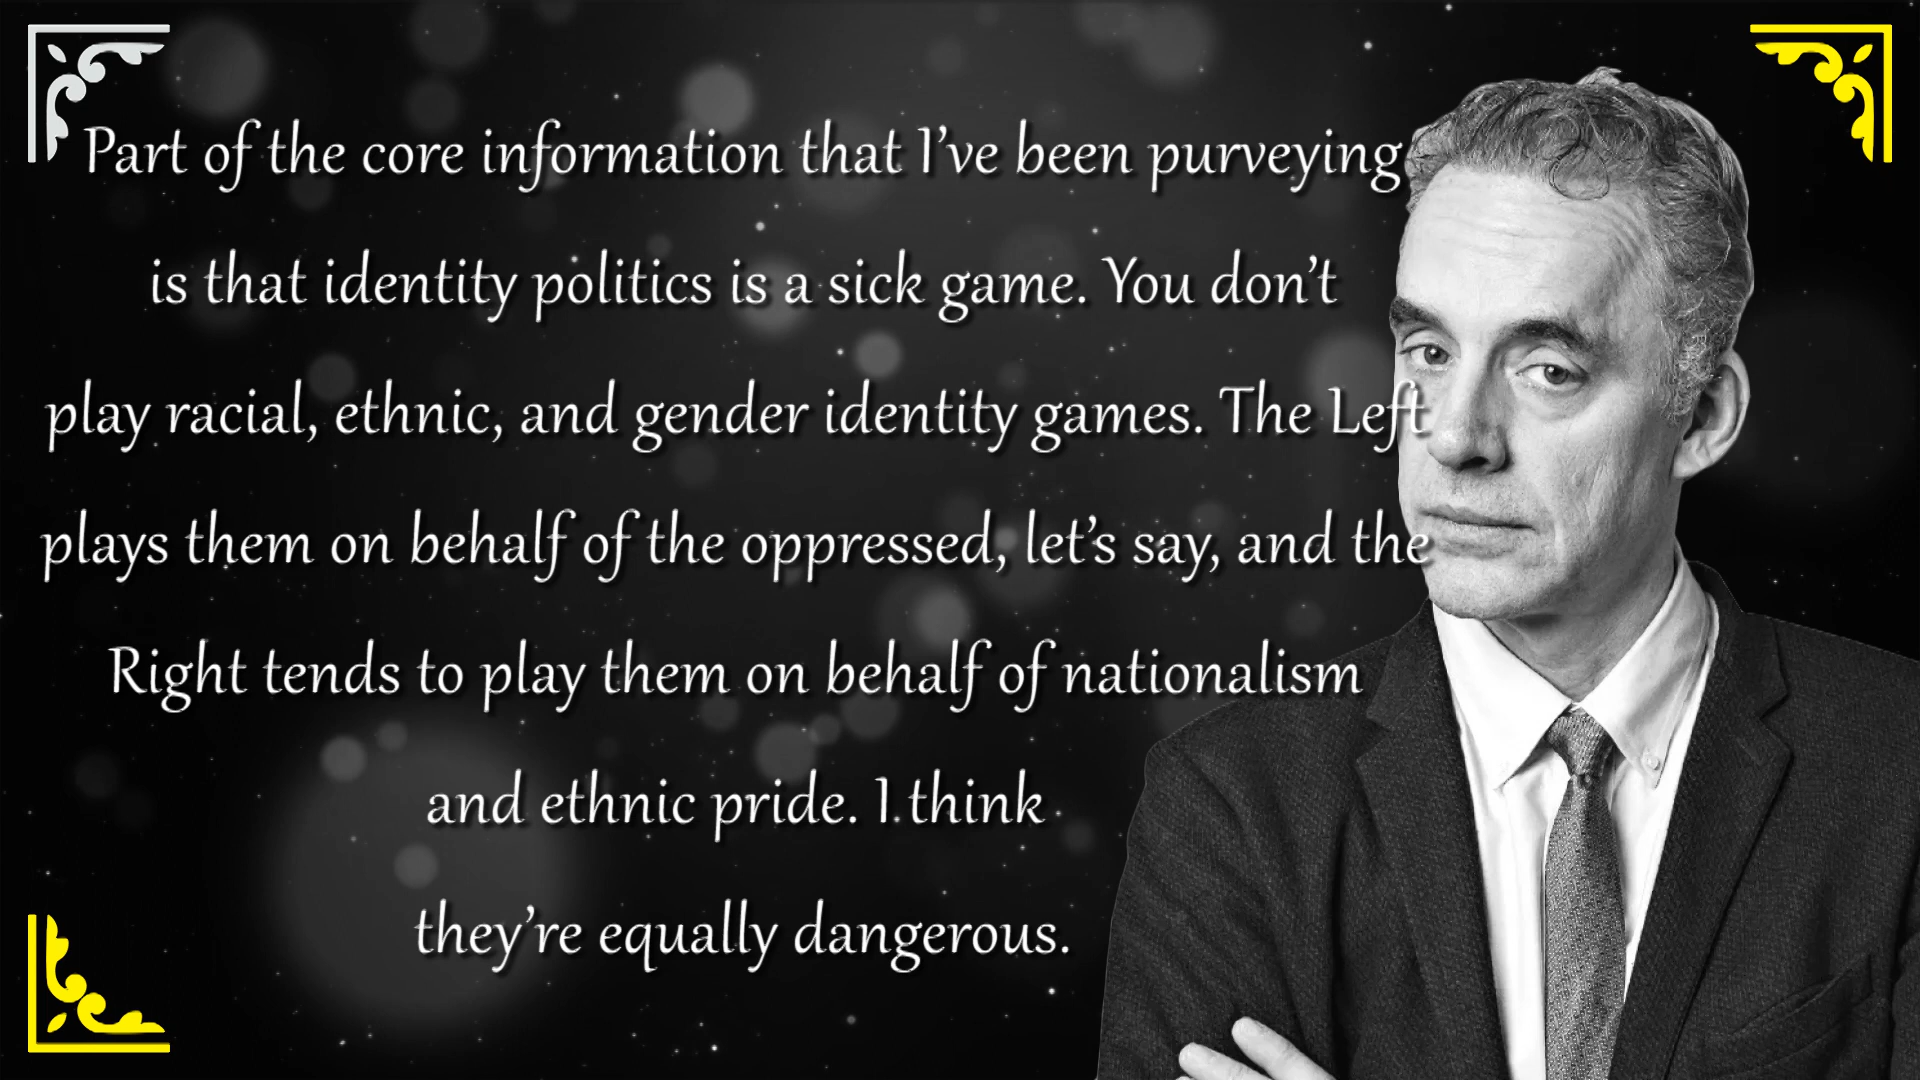 Part of the core information that I’ve been purveying
is that identity politics is a sick game. You don’t
play racial, ethnic, and gender identity games. The Left
plays them on behalf of the oppressed, let’s say, and the
Right tends to play them on behalf of nationalism
and ethnic pride. I think
they’re equally dangerous.